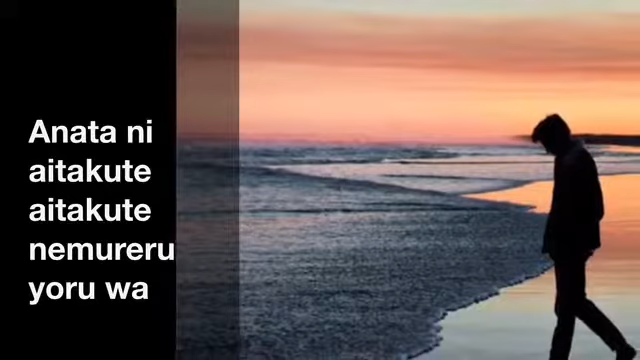 Anata ni
aitakute
aitakute
nemureru
yoru wa